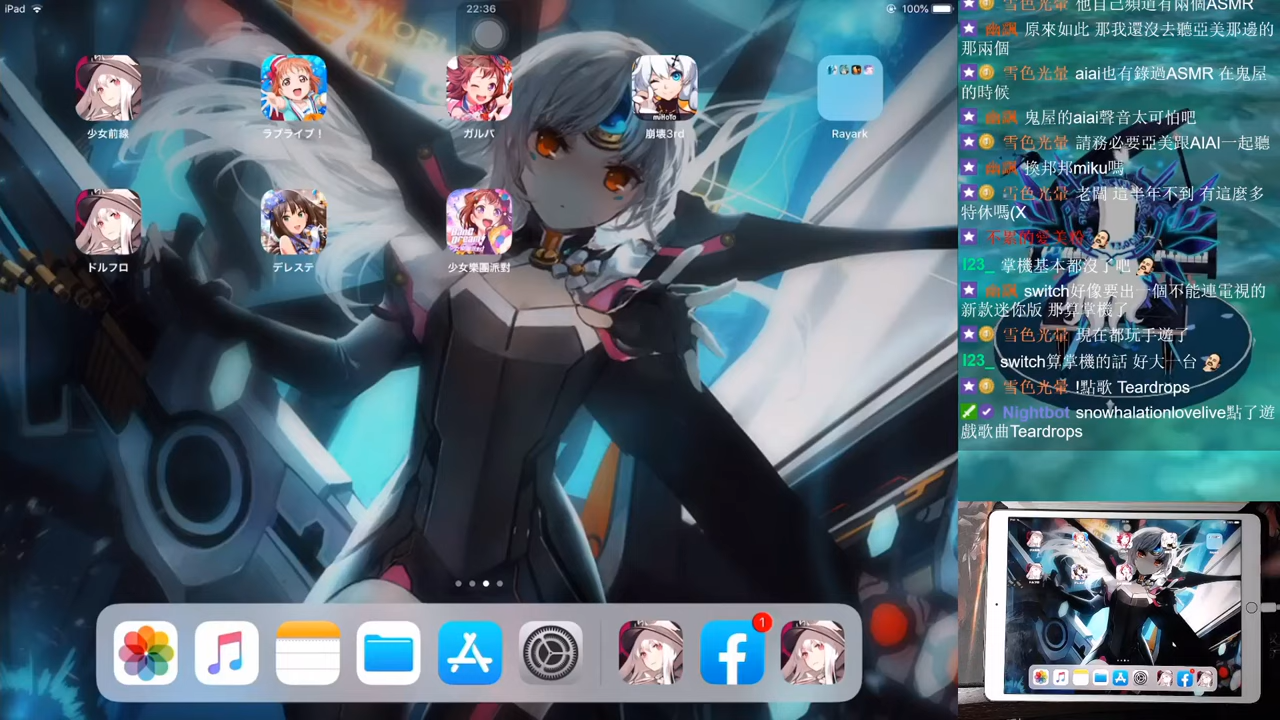 iPad
22:36
100%
少女前線
ラブライブ！
ガルパ
miHoYo
崩壊3rd
Rayark
ドルフロ
デレステ
少女樂團派對
1
雪色光暈 他自己頻道有兩個ASMR
幽飄 原來如此 那我還沒去聽亞美那邊的
那兩個
雪色光暈 aiai也有錄過ASMR 在鬼屋
的時候
幽飄 鬼屋的aiai聲音太可怕吧
雪色光暈 請務必要亞美跟AIAI一起聽
幽飄 換邦邦miku嗎
雪色光暈 老闆 這半年不到 有這麼多
特休嗎(X
l23_ 掌機基本都沒了吧
幽飄 switch好像要出一個不能連電視的
新款迷你版 那算掌機了
雪色光暈 現在都玩手遊了
l23_ switch算掌機的話 好大一台
雪色光暈 !點歌 Teardrops
Nightbot snowhalationlovelive點了遊
戲歌曲Teardrops